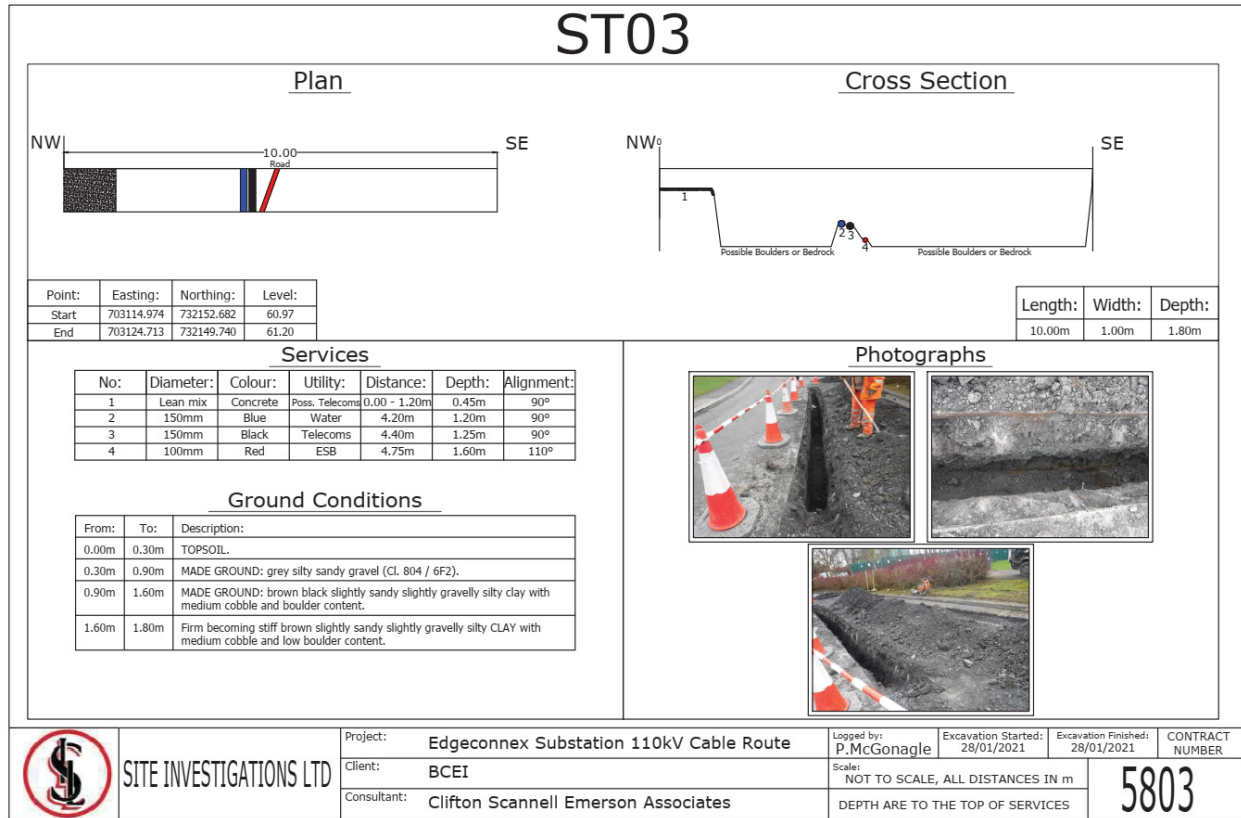 ST03
Plan
NW
SE
10.00
Road
Cross Section
NW
0
SE
1
2
3
4
Possible Boulders or Bedrock
Possible Boulders or Bedrock
Point: Easting: Northing: Level:
Start 703114.974 732152.682 60.97
End 703124.713 732149.740 61.20
Length: Width: Depth:
10.00m 1.00m 1.80m
Services
No: Diameter: Colour: Utility: Distance: Depth: Alignment:
1 Lean mix Concrete Poss. Telecoms 0.00 - 1.20m 0.45m 90°
2 150mm Blue Water 4.20m 1.20m 90°
3 150mm Black Telecoms 4.40m 1.25m 90°
4 100mm Red ESB 4.75m 1.60m 110°
Ground Conditions
From: To: Description:
0.00m 0.30m TOPSOIL.
0.30m 0.90m MADE GROUND: grey silty sandy gravel (Cl. 804 / 6F2).
0.90m 1.60m MADE GROUND: brown black slightly sandy slightly gravelly silty clay with
medium cobble and boulder content.
1.60m 1.80m Firm becoming stiff brown slightly sandy slightly gravelly silty CLAY with
medium cobble and low boulder content.
Photographs
SITE INVESTIGATIONS LTD
Project: Edgeconnex Substation 110kV Cable Route
Client: BCEI
Consultant: Clifton Scannell Emerson Associates
Logged by:
P.McGonagle
Excavation Started:
28/01/2021
Excavation Finished:
28/01/2021
Scale:
NOT TO SCALE, ALL DISTANCES IN m
DEPTH ARE TO THE TOP OF SERVICES
CONTRACT
NUMBER
5803